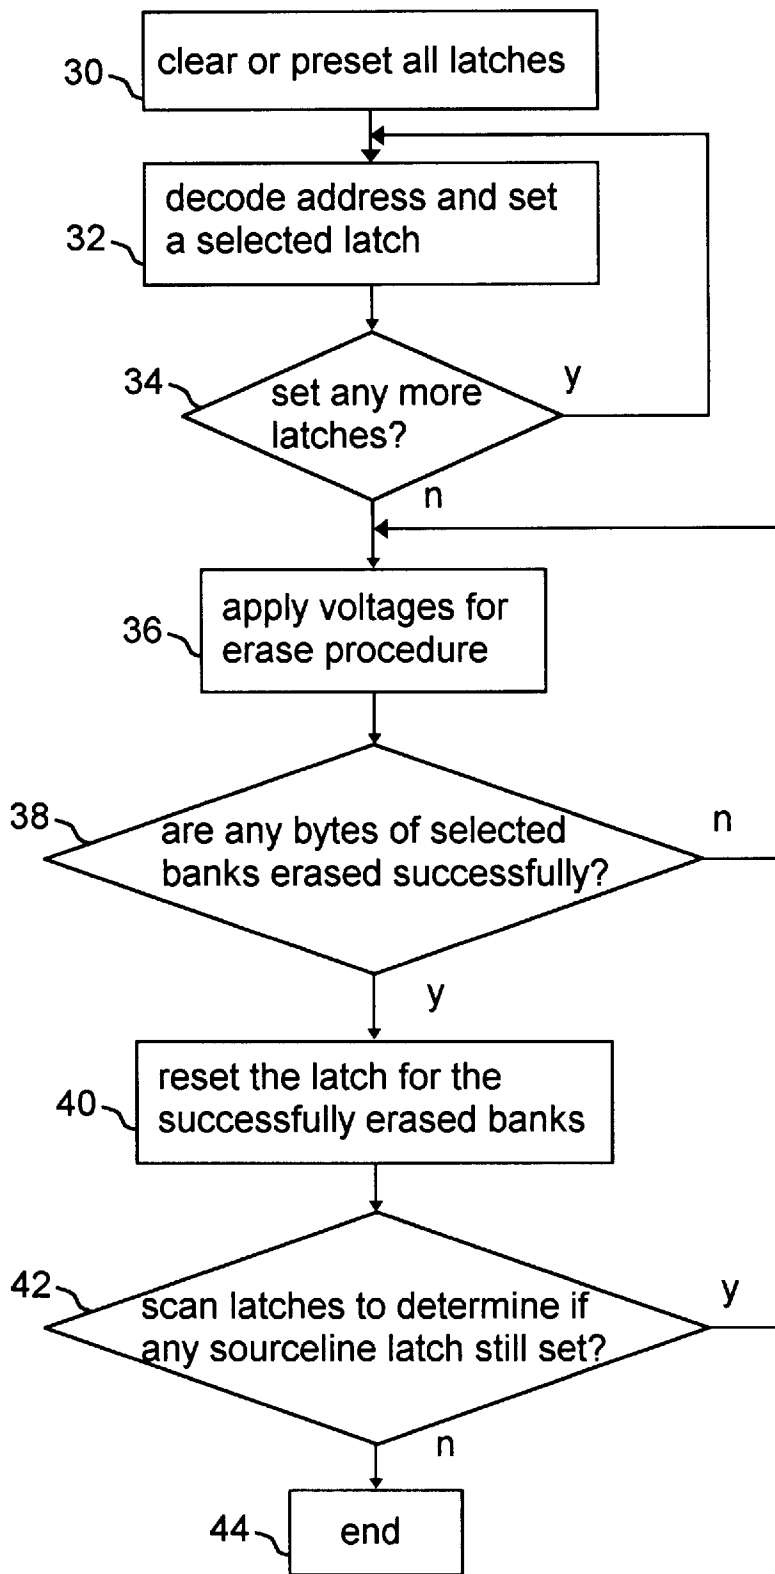 30
clear or preset all latches
32
decode address and set
a selected latch
34
set any more
latches?
y
n
36
apply voltages for
erase procedure
38
are any bytes of selected
banks erased successfully?
n
y
40
reset the latch for the
successfully erased banks
42
scan latches to determine if
any sourceline latch still set?
y
n
44
end